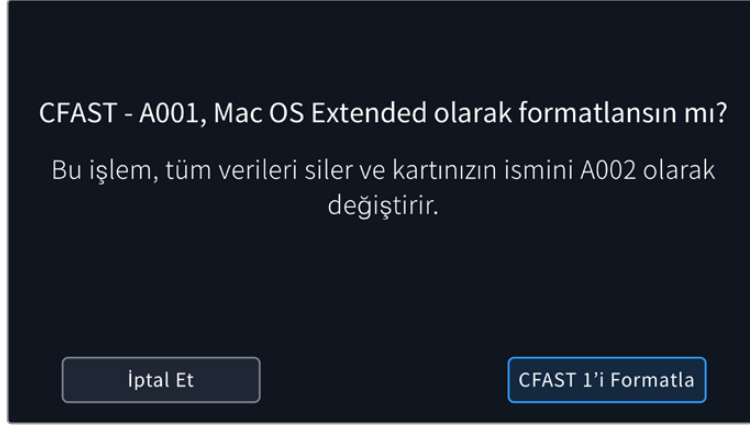 CFAST - A001, Mac OS Extended olarak formatlansın mı?
Bu işlem, tüm verileri siler ve kartınızın ismini A002 olarak
değiştirir.
İptal Et
CFAST 1’i Formatla